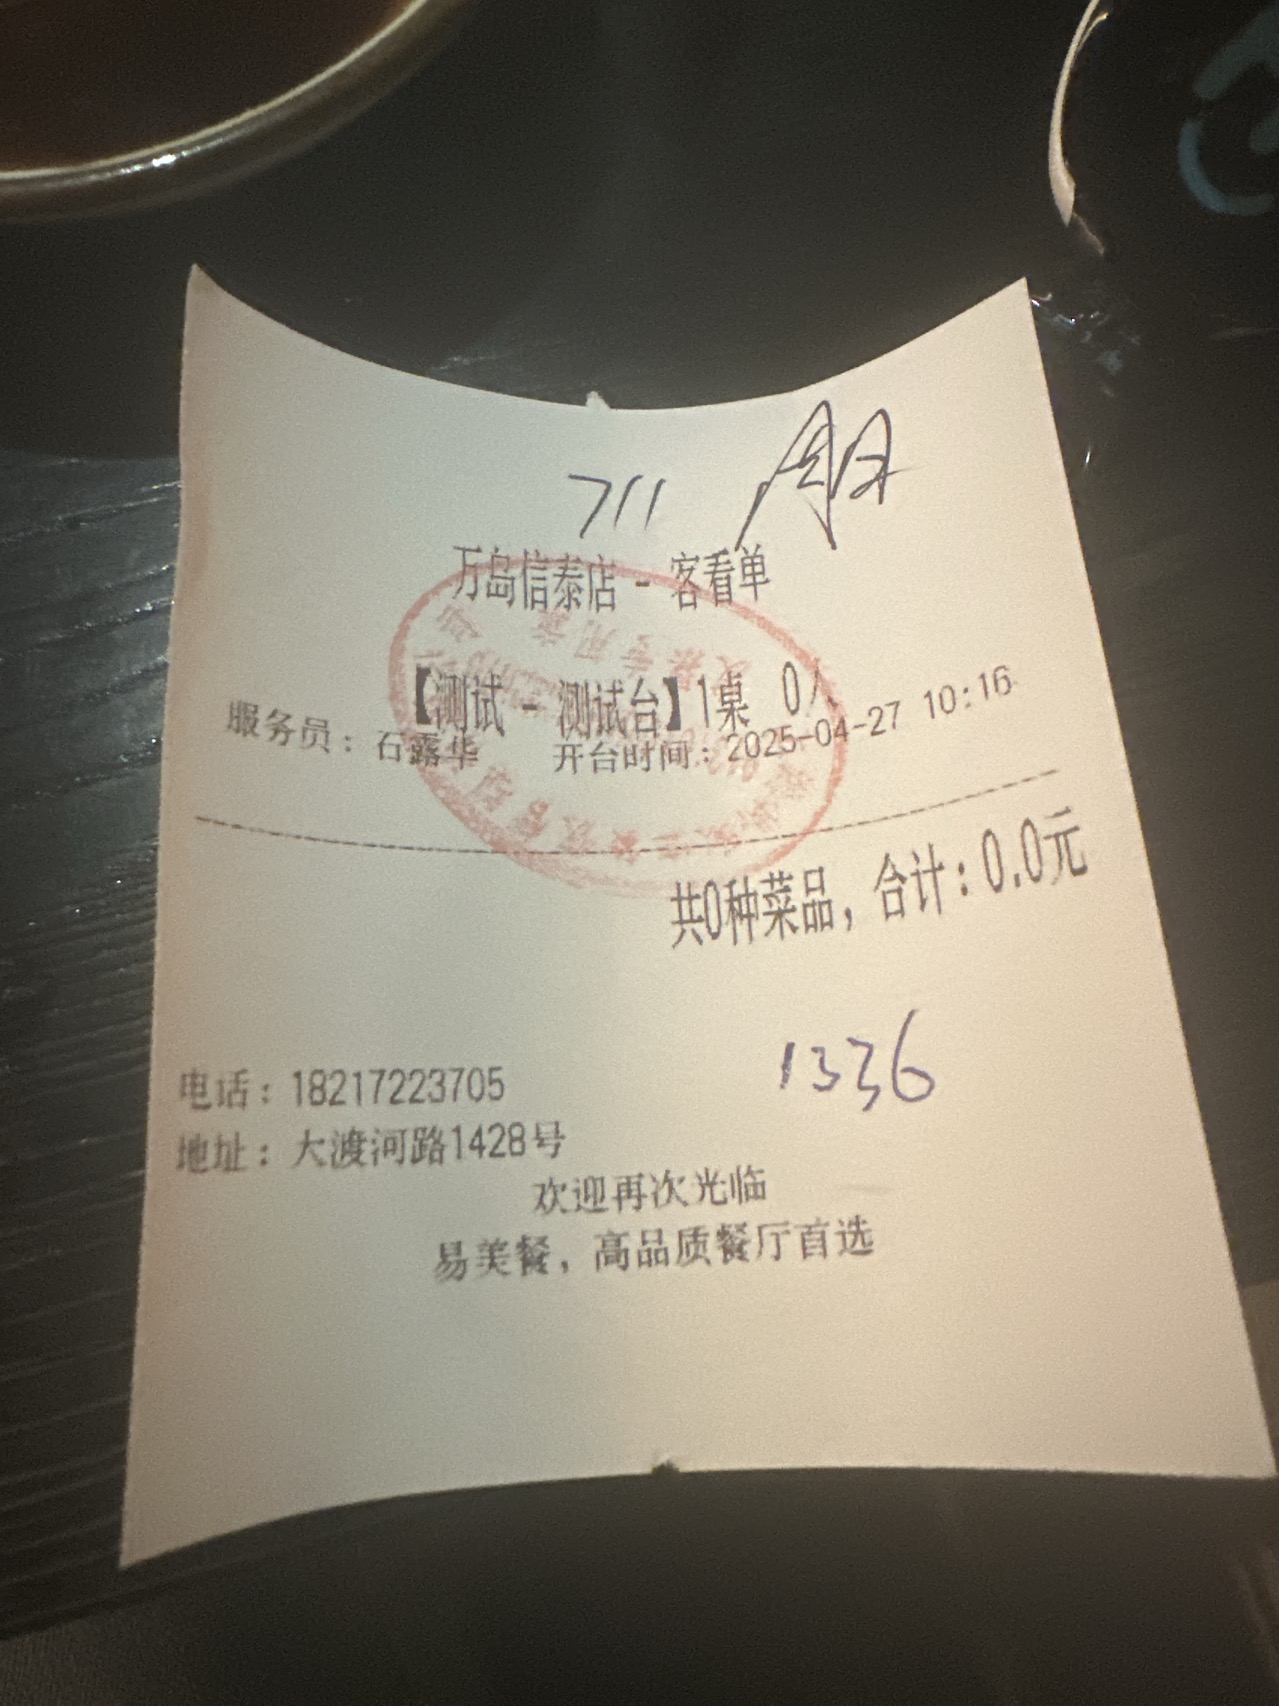 711
万岛信泰店 - 客看单
【测试 - 测试台】1桌 0人
服务员：石露华 开台时间：2025-04-27 10:16
共0种菜品，合计：0.0元
1336
电话：18217223705
地址：大渡河路1428号
欢迎再次光临
易美餐，高品质餐厅首选